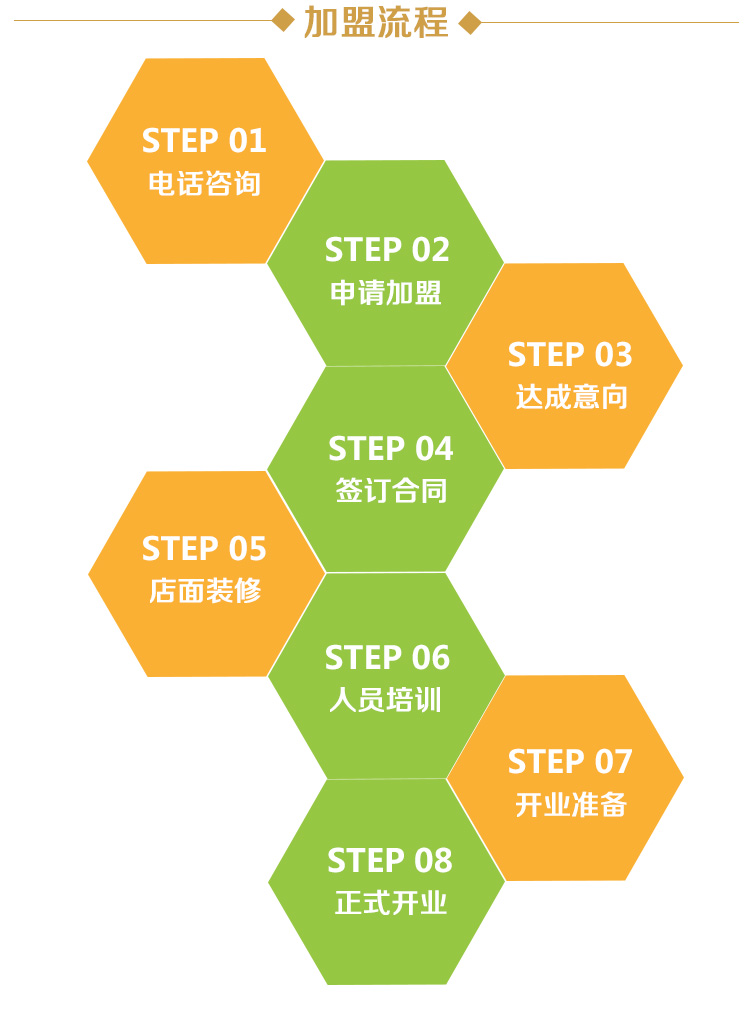 加盟流程
STEP 01
电话咨询
STEP 02
申请加盟
STEP 03
达成意向
STEP 04
签订合同
STEP 05
店面装修
STEP 06
人员培训
STEP 07
开业准备
STEP 08
正式开业